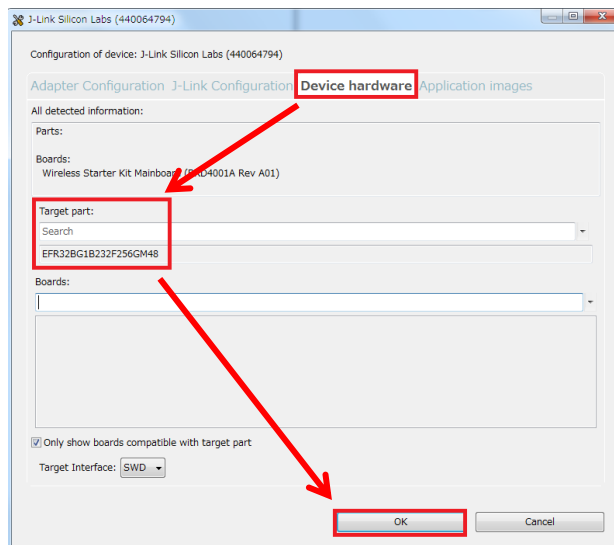 J-Link Silicon Labs (440064794)
Configuration of device: J-Link Silicon Labs (440064794)
Adapter Configuration J-Link Configuration Device hardware Application images
All detected information:
Parts:
Boards:
Wireless Starter Kit Mainboard (BRD4001A Rev A01)
Target part:
Search
EFR32BG1B232F256GM48
Boards:
Only show boards compatible with target part
Target Interface: SWD
OK Cancel